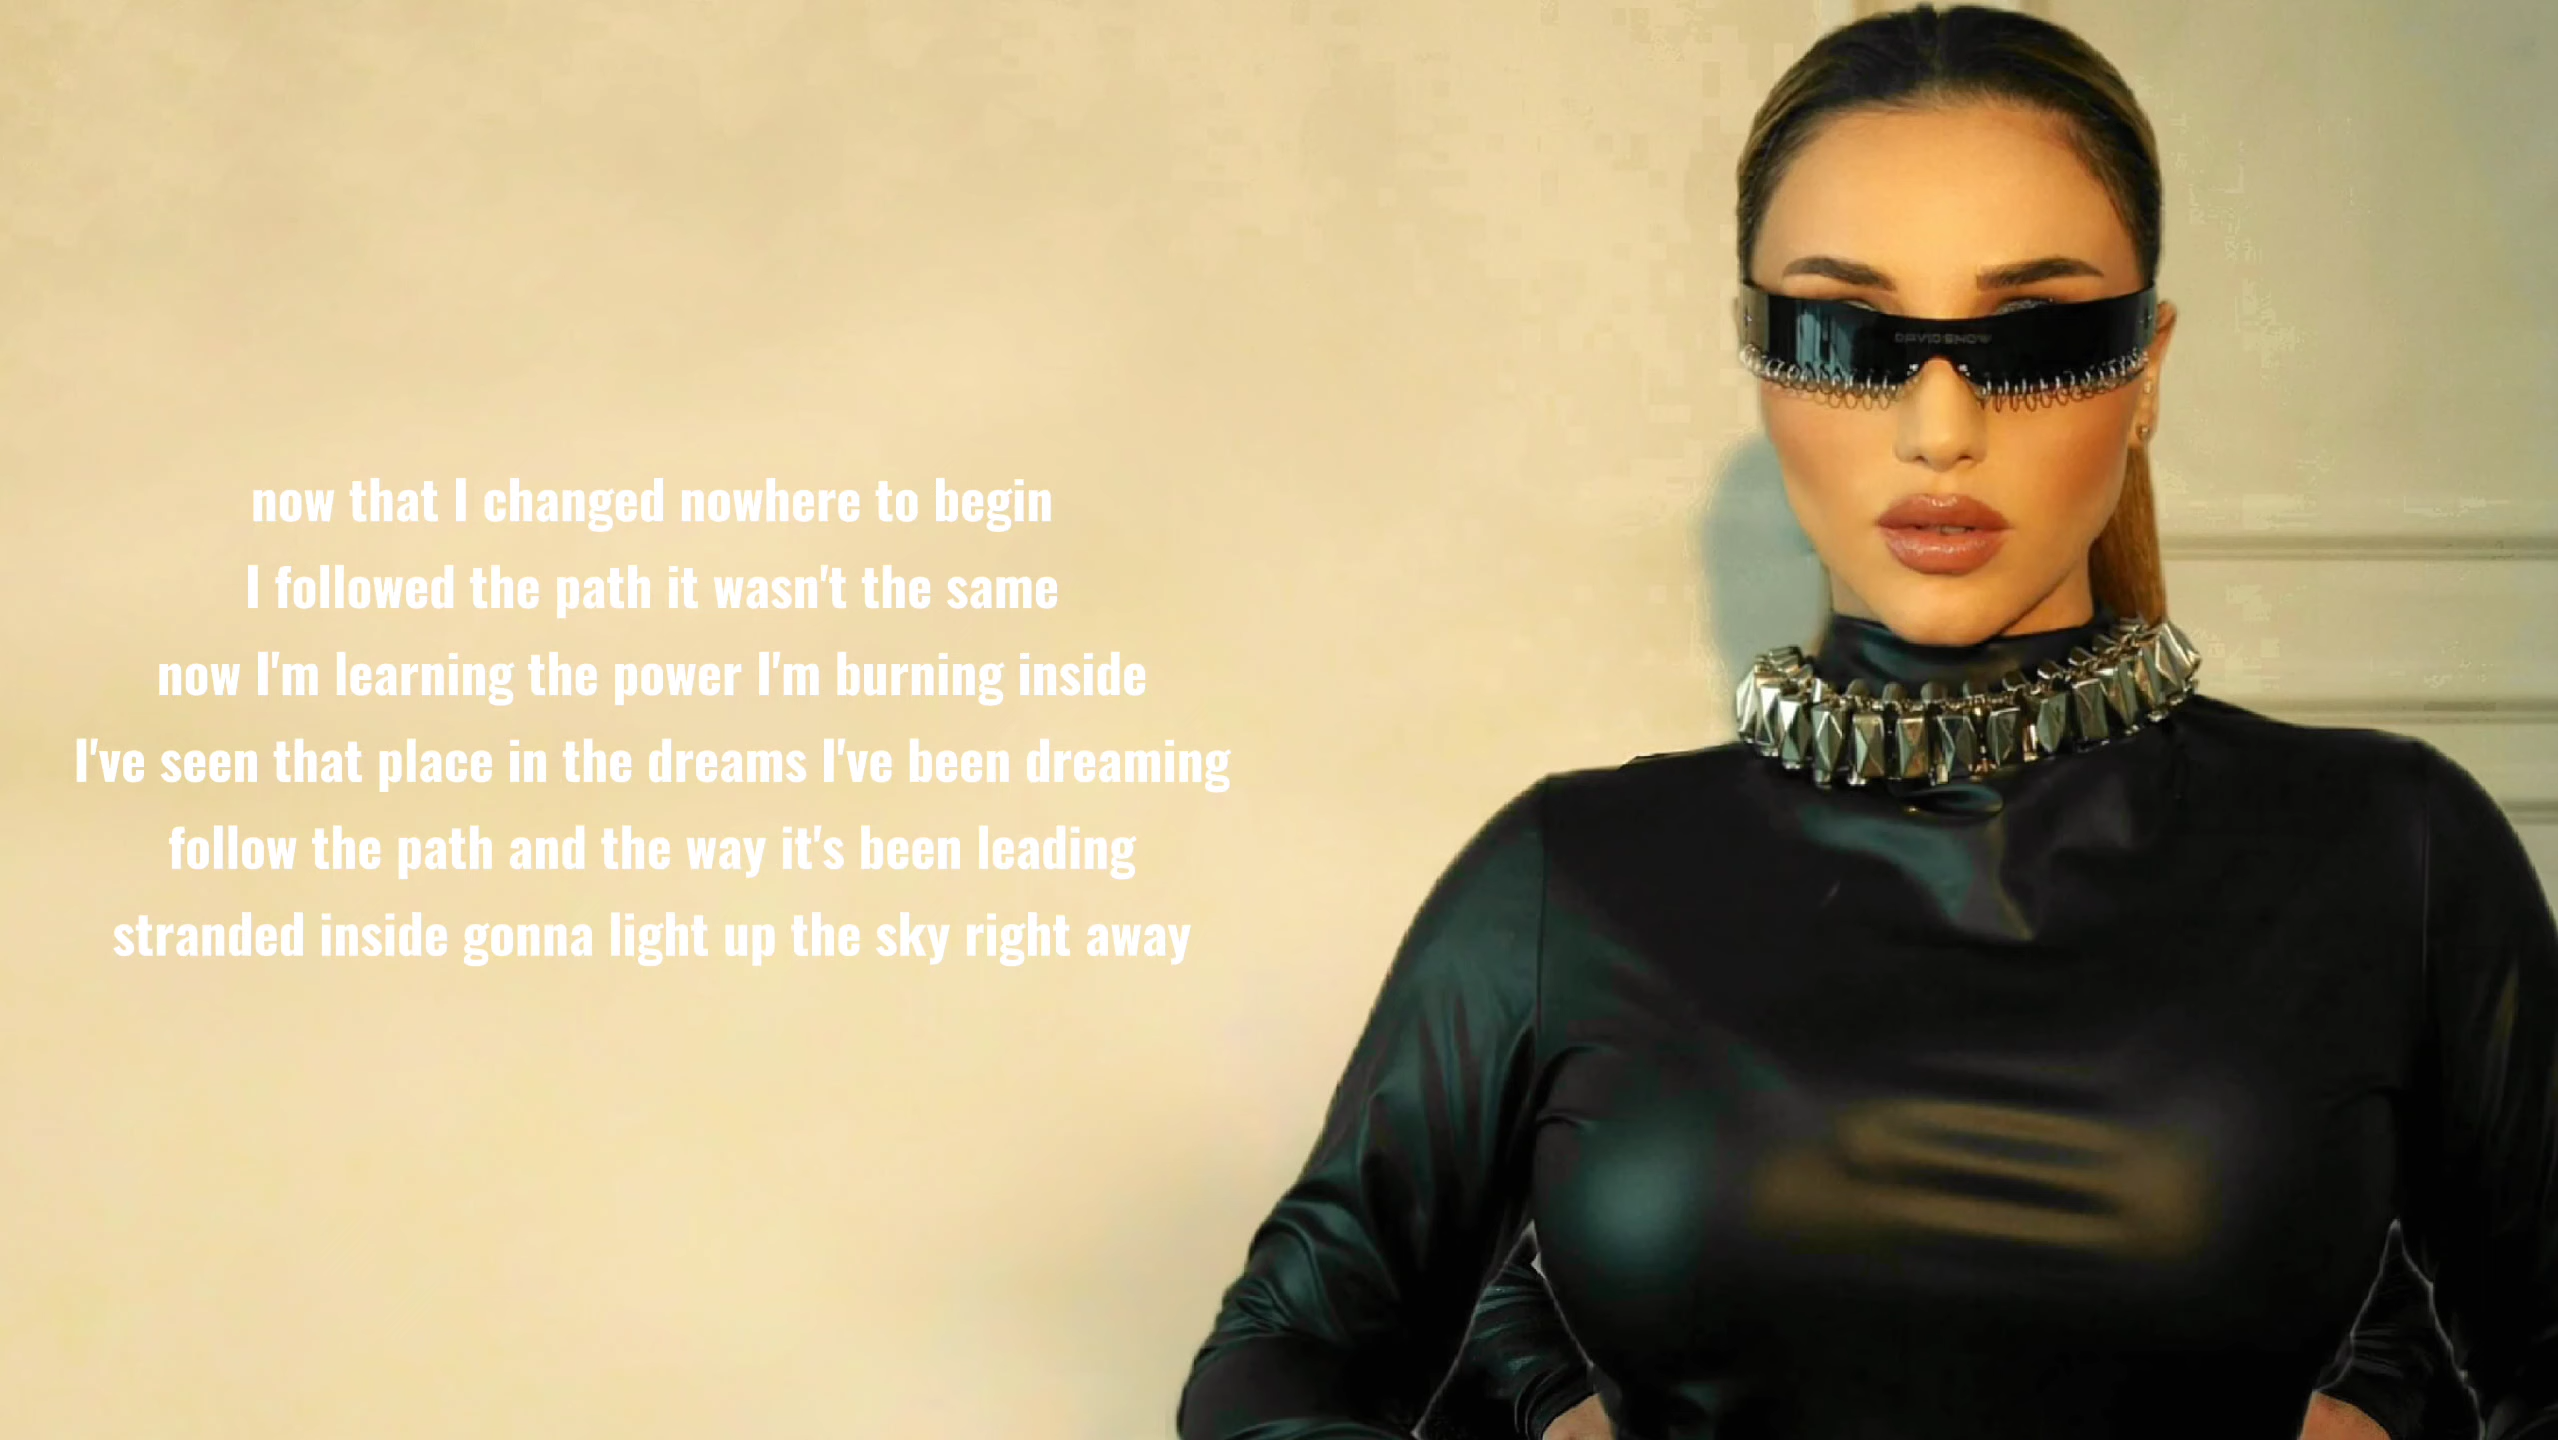 DAVIDSHOW
now that I changed nowhere to begin
I followed the path it wasn't the same
now I'm learning the power I'm burning inside
I've seen that place in the dreams I've been dreaming
follow the path and the way it's been leading
stranded inside gonna light up the sky right away